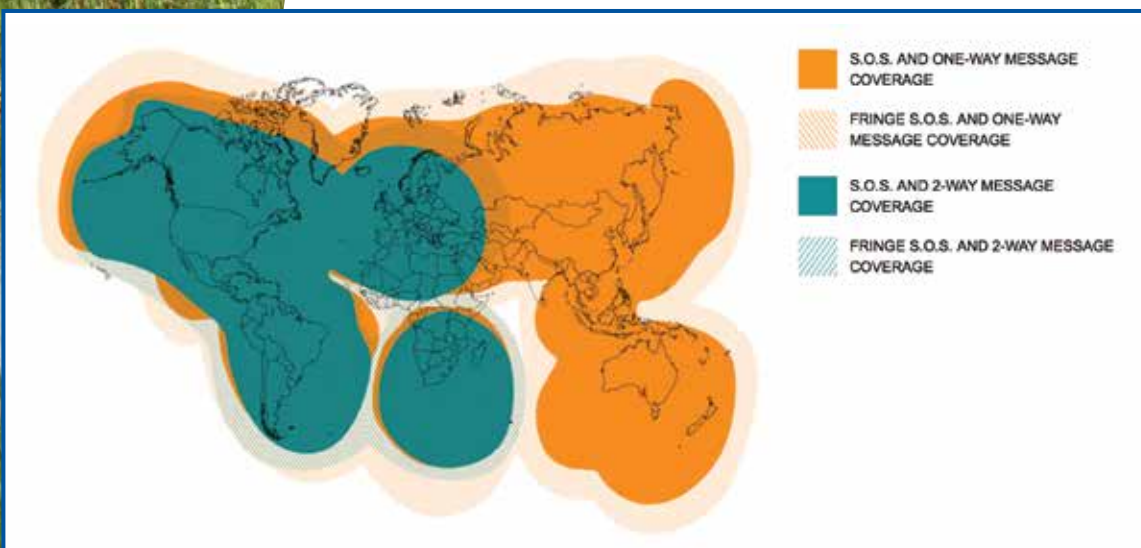 S.O.S. AND ONE-WAY MESSAGE
COVERAGE
FRINGE S.O.S. AND ONE-WAY
MESSAGE COVERAGE
S.O.S. AND 2-WAY MESSAGE
COVERAGE
FRINGE S.O.S. AND 2-WAY MESSAGE
COVERAGE